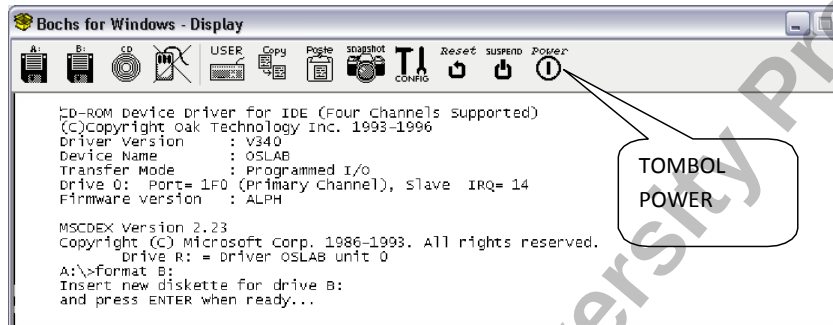 Bochs for Windows - Display
A: B: CD USER Copy Paste snapshot CONFIG Reset SUSPEND Power
CD-ROM Device Driver for IDE (Four Channels Supported)
(C)Copyright Oak Technology Inc. 1993-1996
Driver Version : V340
Device Name : OSLAB
Transfer Mode : Programmed I/O
Drive 0: Port= 1F0 (Primary Channel), Slave IRQ= 14
Firmware version : ALPH
MSCDEX Version 2.23
Copyright (C) Microsoft Corp. 1986-1993. All rights reserved.
Drive R: = Driver OSLAB unit 0
A:\>format B:
Insert new diskette for drive B:
and press ENTER when ready...
TOMBOL
POWER